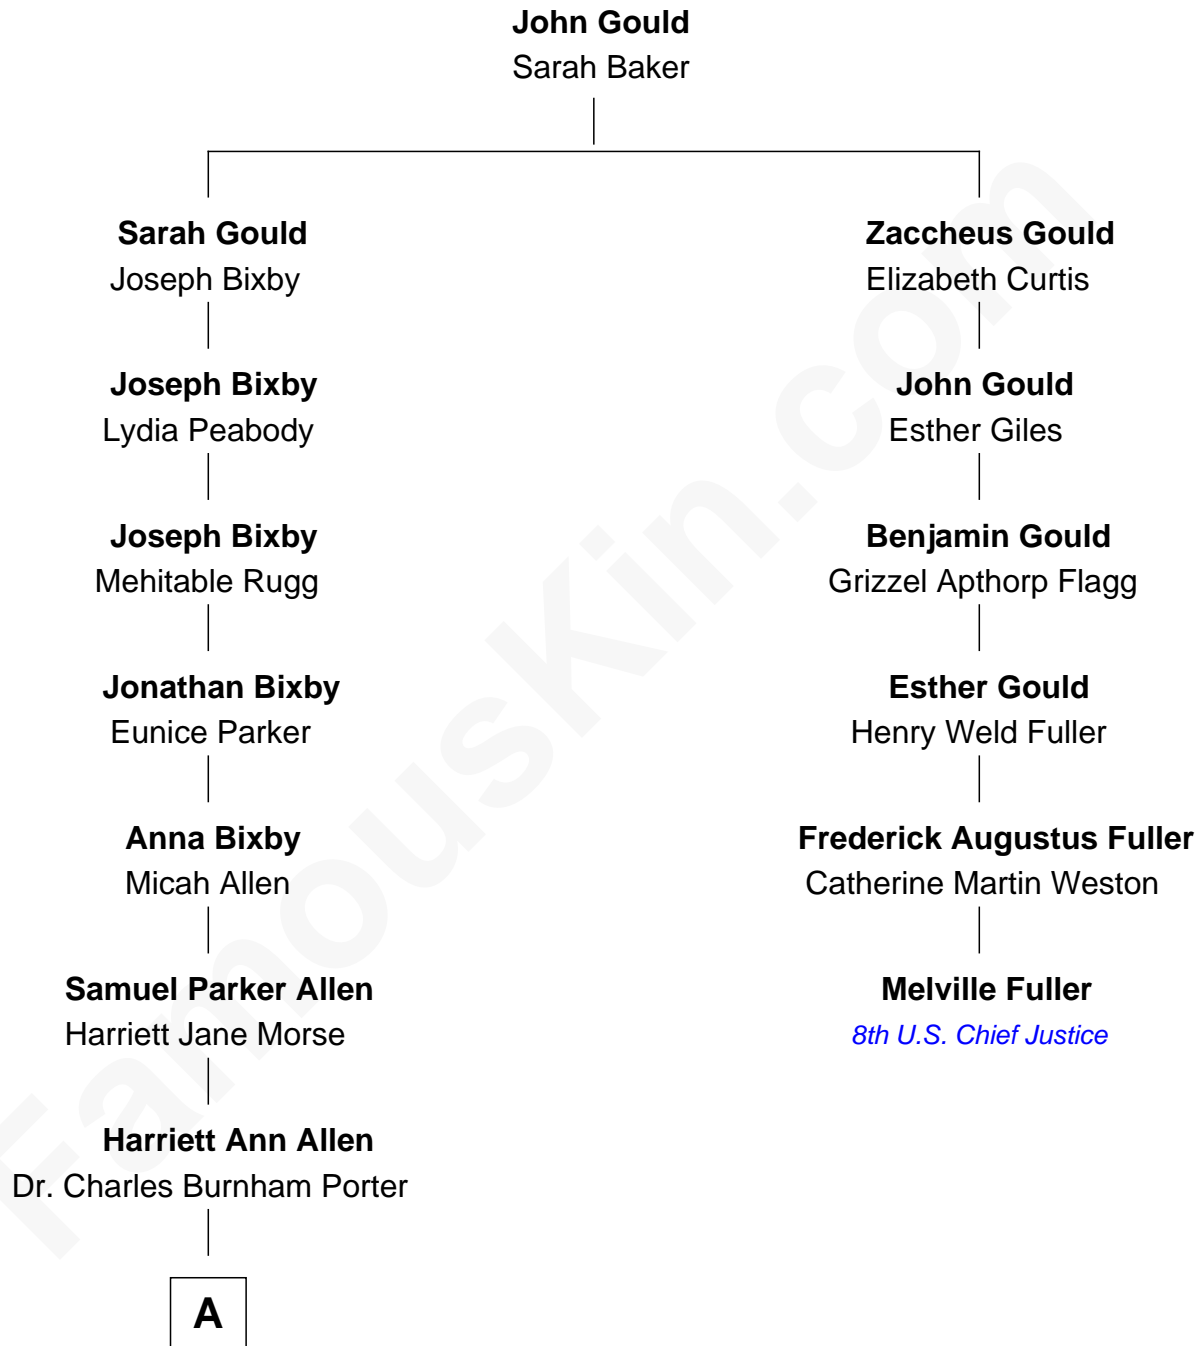 John Gould
Sarah Baker
Sarah Gould
Joseph Bixby
Zaccheus Gould
Elizabeth Curtis
Joseph Bixby
Lydia Peabody
John Gould
Esther Giles
Joseph Bixby
Mehitable Rugg
Benjamin Gould
Grizzel Apthorp Flagg
Jonathan Bixby
Eunice Parker
Esther Gould
Henry Weld Fuller
Anna Bixby
Micah Allen
Frederick Augustus Fuller
Catherine Martin Weston
Samuel Parker Allen
Harriett Jane Morse
Melville Fuller
8th U.S. Chief Justice
Harriett Ann Allen
Dr. Charles Burnham Porter
A
FamousKin.com